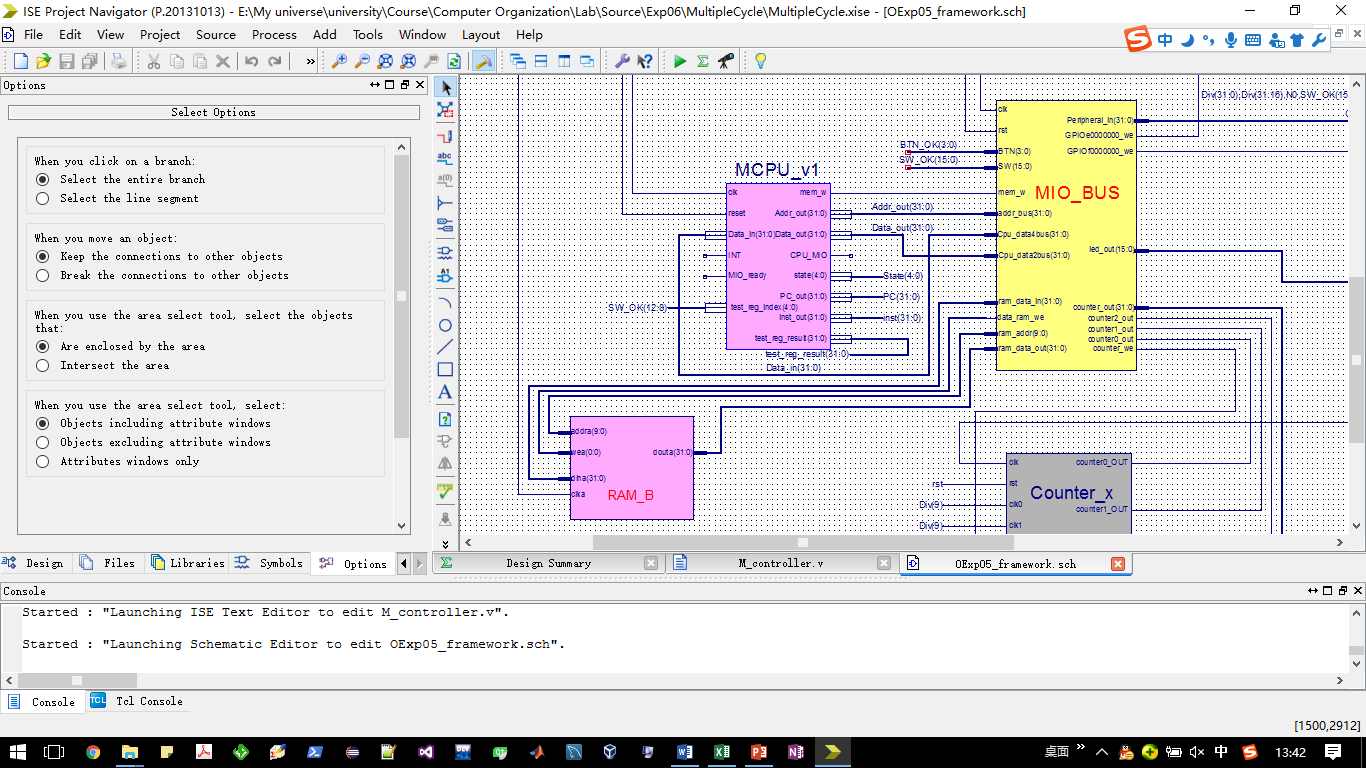 ISE Project Navigator (P.20131013) - E:\My universe\university\Course\Computer Organization\Lab\Source\Exp06\MultipleCycle\MultipleCycle.xise - [OExp05_framework.sch]
File Edit View Project Source Process Add Tools Window Layout Help
中
Options
Select Options
When you click on a branch:
Select the entire branch
Select the line segment
When you move an object:
Keep the connections to other objects
Break the connections to other objects
When you use the area select tool, select the objects
that:
Are enclosed by the area
Intersect the area
When you use the area select tool, select:
Objects including attribute windows
Objects excluding attribute windows
Attributes windows only
Design Files Libraries Symbols Options
abc
A1
A
Div(31:0),Div(31:16),N0,SW_OK(15
BTN_OK(3:0)
SW_OK(15:0)
MCPU_v1
clk
reset
Data_in(31:0)
INT
MIO_ready
test_reg_index(4:0)
mem_w
Addr_out(31:0)
Data_out(31:0)
CPU_MIO
state(4:0)
PC_out(31:0)
Inst_out(31:0)
test_reg_result(31:0)
SW_OK(12:8)
Addr_out(31:0)
Data_out(31:0)
State(4:0)
PC(31:0)
Inst(31:0)
test_reg_result(31:0)
Data_in(31:0)
MIO_BUS
clk
rst
BTN(3:0)
SW(15:0)
mem_w
addr_bus(31:0)
Cpu_data4bus(31:0)
Cpu_data2bus(31:0)
ram_data_in(31:0)
data_ram_we
ram_addr(9:0)
ram_data_out(31:0)
Peripheral_in(31:0)
GPIOe0000000_we
GPIOf0000000_we
led_out(15:0)
counter_out(31:0)
counter2_out
counter1_out
counter0_out
counter_we
addra(9:0)
wea(0:0)
dina(31:0)
clka
douta(31:0)
RAM_B
rst
Div(9)
Div(9)
clk
rst
clk0
clk1
counter0_OUT
counter1_OUT
Counter_x
Design Summary M_controller.v OExp05_framework.sch
Console
Started : "Launching ISE Text Editor to edit M_controller.v".
Started : "Launching Schematic Editor to edit OExp05_framework.sch".
Console Tcl Console
[1500,2912]
桌面 中 13:42